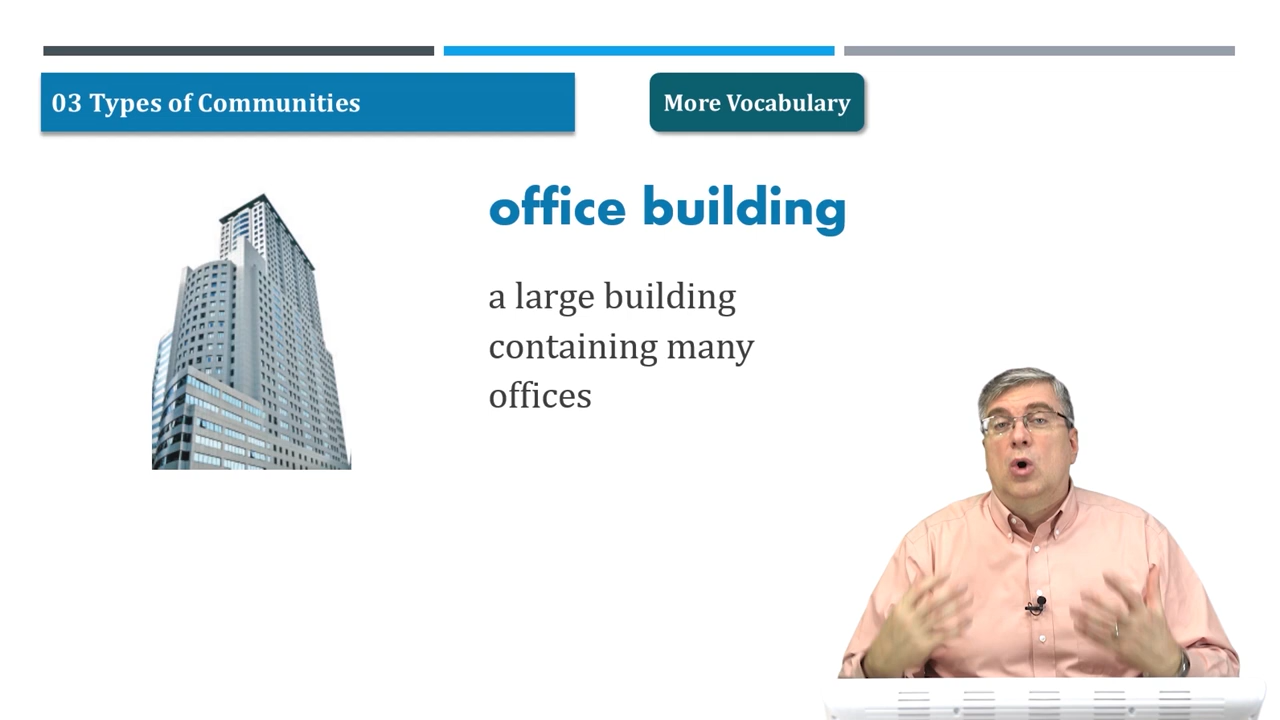 03 Types of Communities
More Vocabulary
office building
a large building
containing many
offices